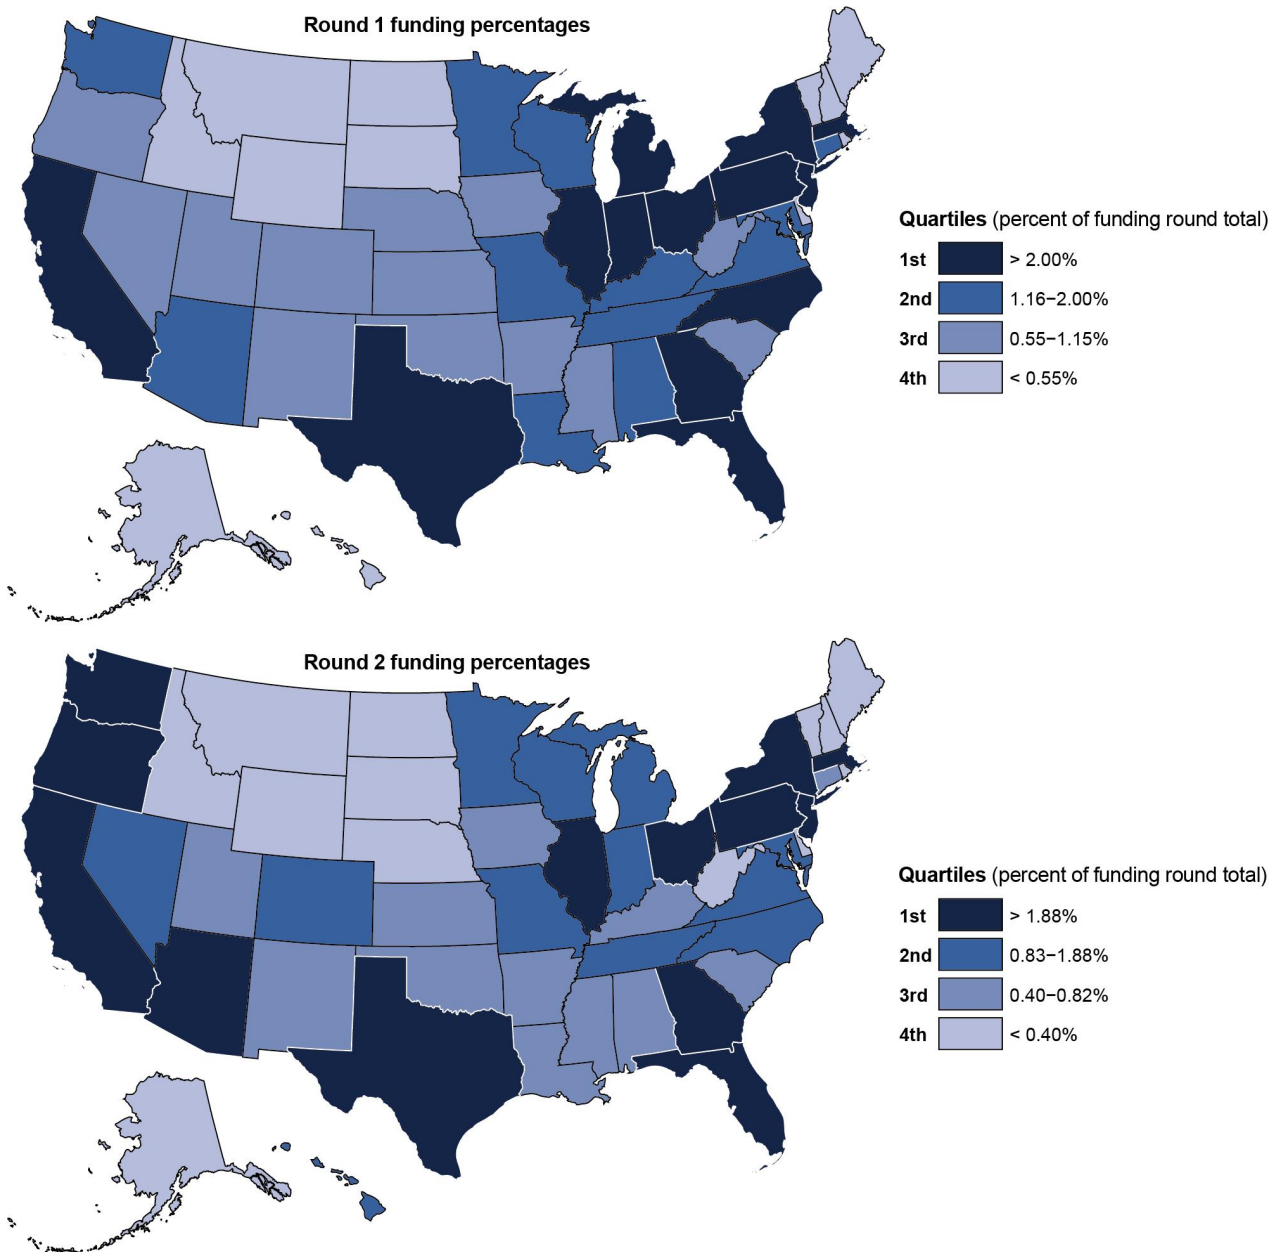 Round 1 funding percentages
Quartiles (percent of funding round total)
1st > 2.00%
2nd 1.16–2.00%
3rd 0.55–1.15%
4th < 0.55%
Round 2 funding percentages
Quartiles (percent of funding round total)
1st > 1.88%
2nd 0.83–1.88%
3rd 0.40–0.82%
4th < 0.40%